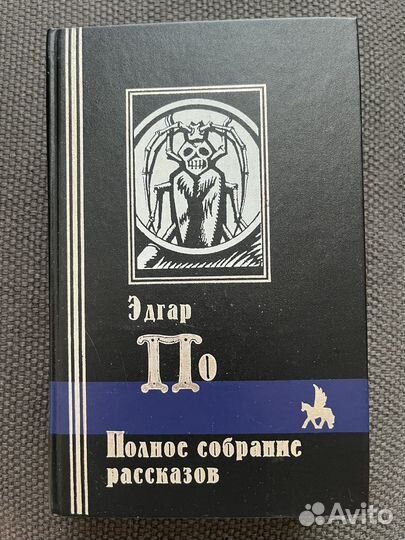 Эдгар
По
Полное собрание
рассказов
Avito